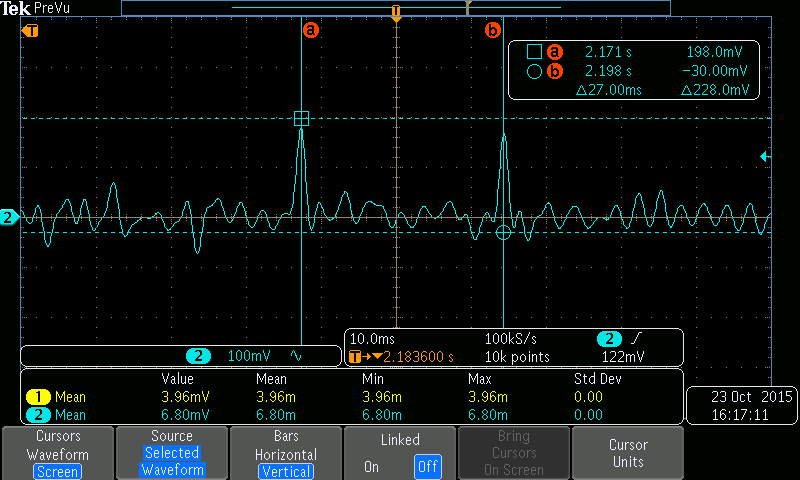 Tek PreVu
T
T
a b
a 2.171 s 198.0mV
b 2.198 s −30.00mV
△27.00ms △228.0mV
2
2 100mV
10.0ms 100kS/s 2
T→▼2.183600 s 10k points 122mV
Value Mean Min Max Std Dev
1 Mean 3.96mV 3.96m 3.96m 3.96m 0.00
2 Mean 6.80mV 6.80m 6.80m 6.80m 0.00
23 Oct 2015
16:17:11
Cursors
Waveform
Screen
Source
Selected
Waveform
Bars
Horizontal
Vertical
Linked
On Off
Bring
Cursors
On Screen
Cursor
Units